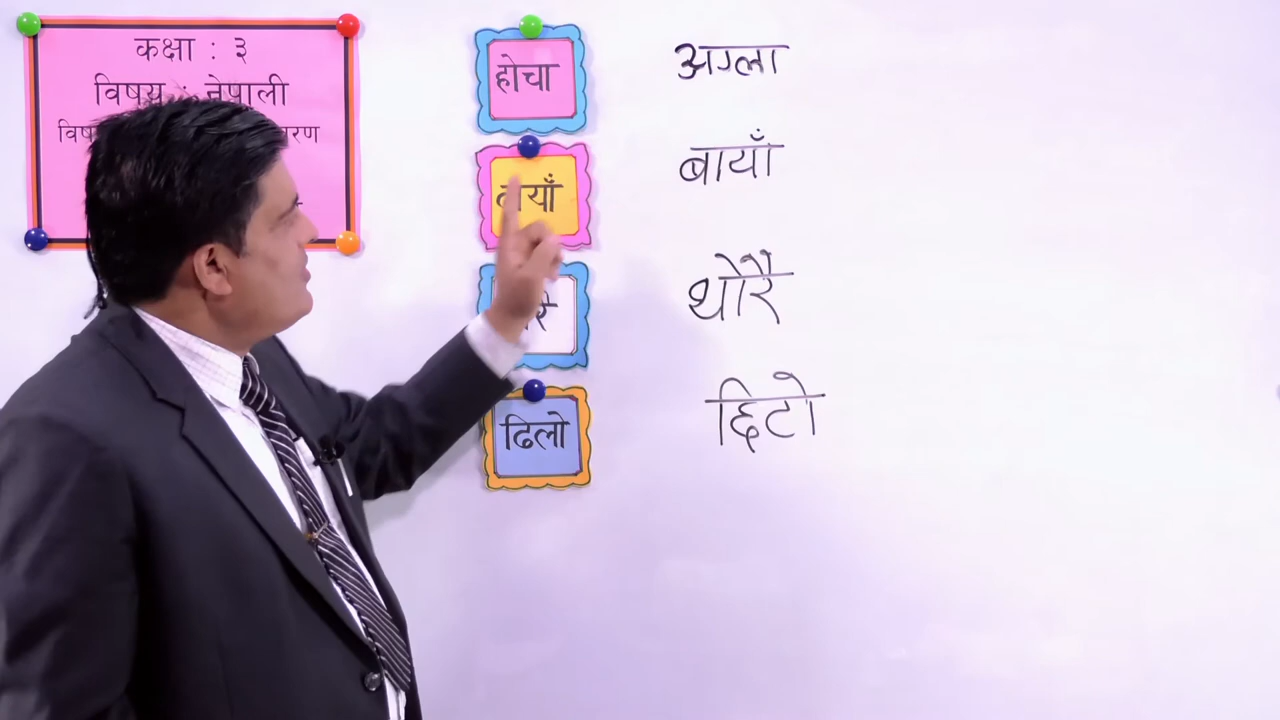 कक्षा : ३
विषय : नेपाली
होचा
अग्ला
बायाँ
थोरै
ढिलो
छिटो